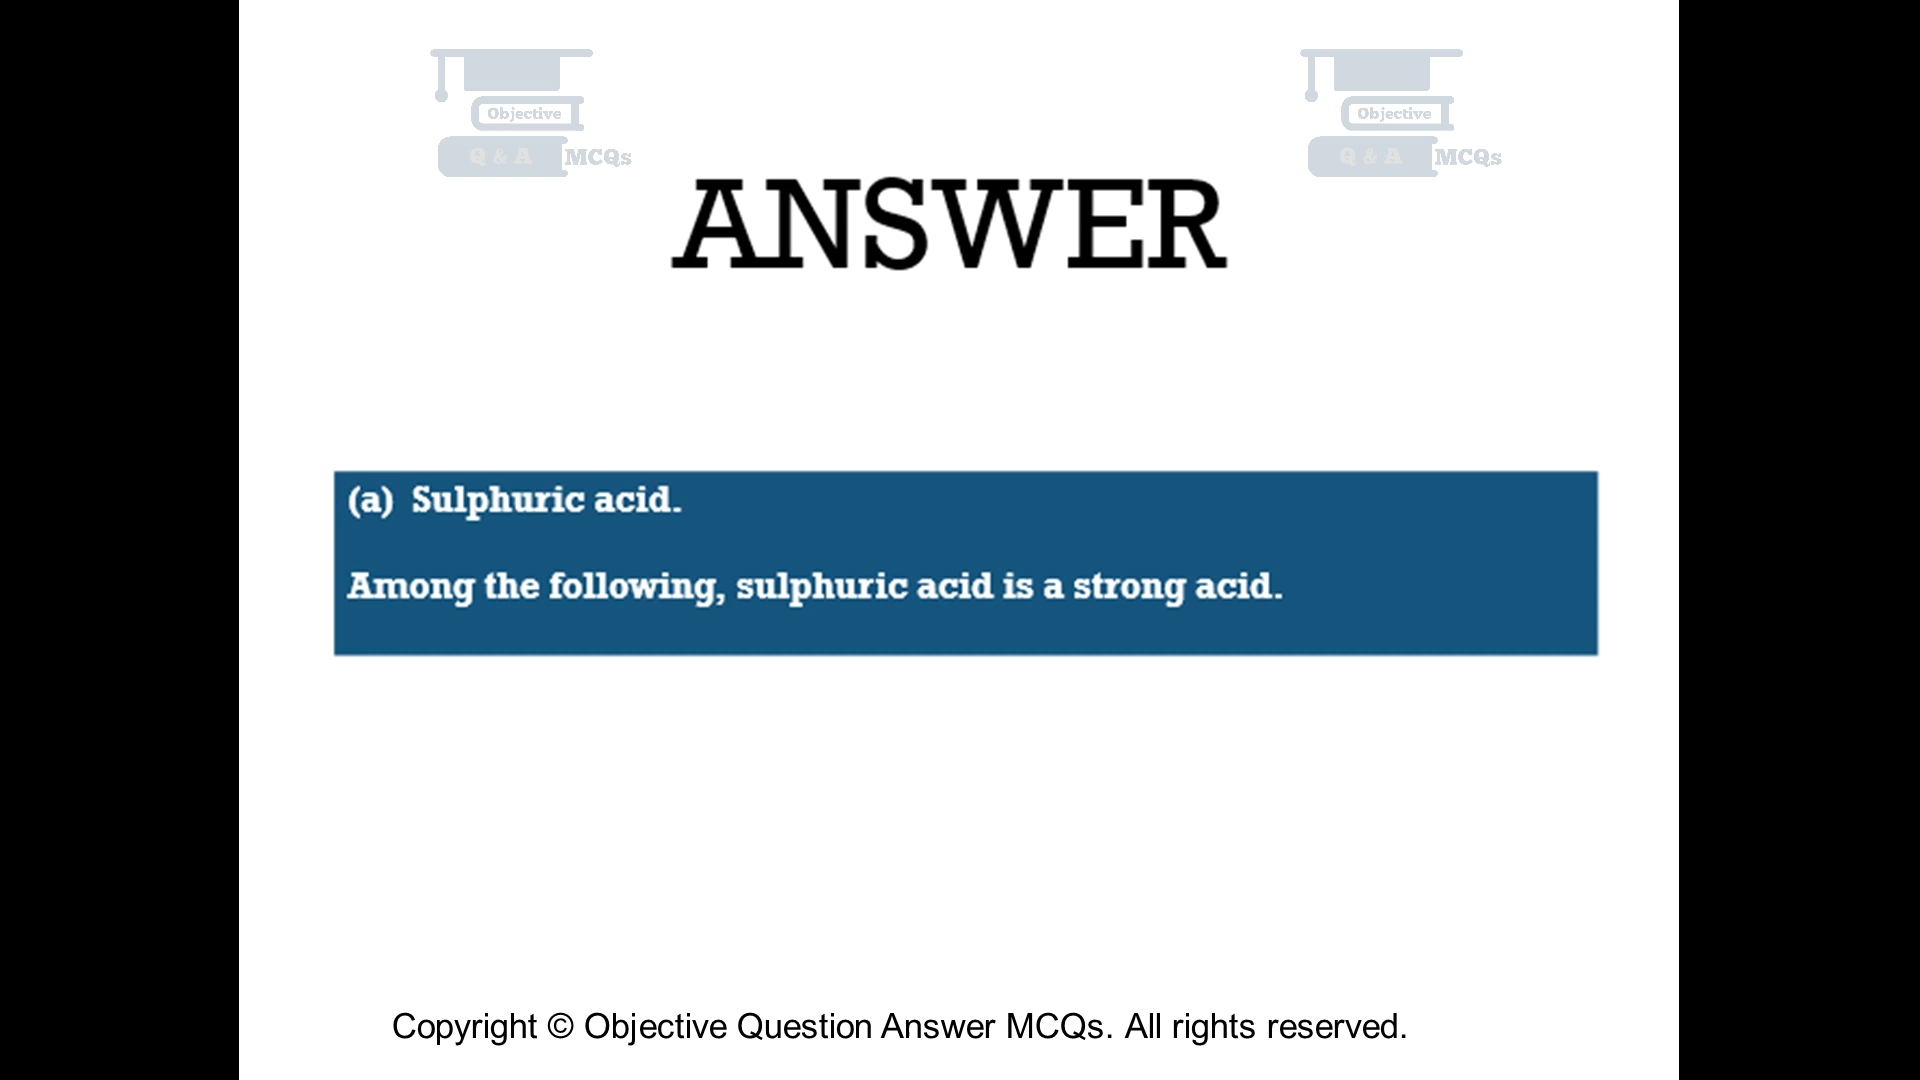 Objective
Q & A MCQs
Objective
Q & A MCQs
ANSWER
(a) Sulphuric acid.
Among the following, sulphuric acid is a strong acid.
Copyright © Objective Question Answer MCQs. All rights reserved.